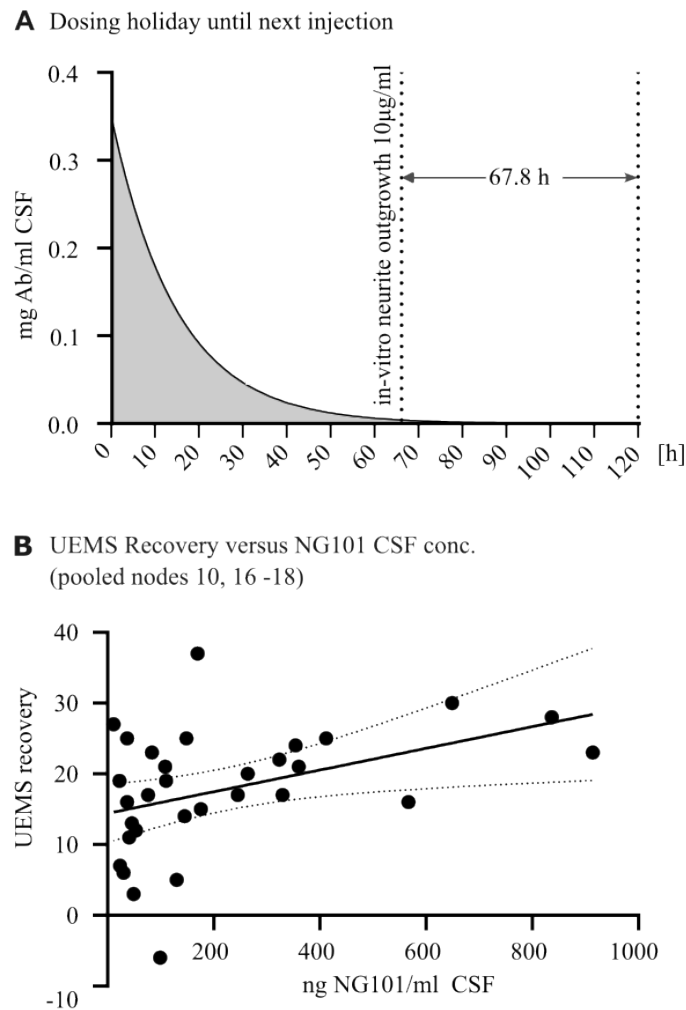 A Dosing holiday until next injection
0.4
0.3
0.2
0.1
0.0
mg Ab/ml CSF
in-vitro neurite outgrowth 10µg/ml
67.8 h
0 10 20 30 40 50 60 70 80 90 100 110 120 [h]
B UEMS Recovery versus NG101 CSF conc.
(pooled nodes 10, 16 -18)
40
30
20
10
0
-10
UEMS recovery
200 400 600 800 1000
ng NG101/ml CSF